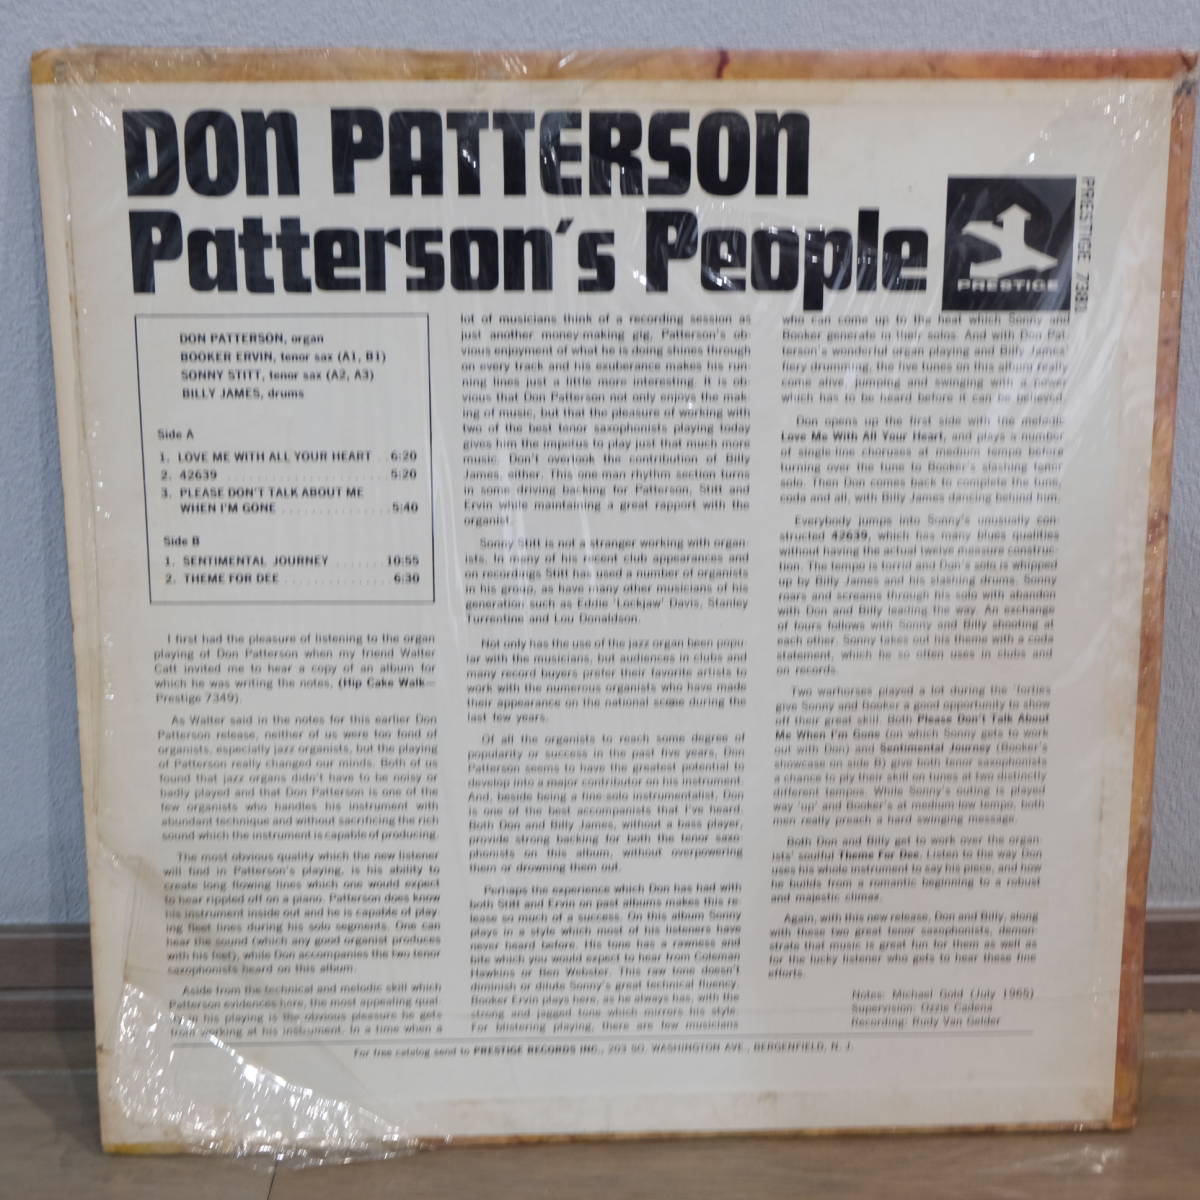 DON PATTERSON
Patterson's People
PRESTIGE
PRESTIGE 7381
DON PATTERSON, organ
BOOKER ERVIN, tenor sax (A1, B1)
SONNY STITT, tenor sax (A2, A3)
BILLY JAMES, drums
Side A
1. LOVE ME WITH ALL YOUR HEART . . 6:20
2. 42639 . . . . . . . . . . . . . . . . . . . . 5:20
3. PLEASE DON'T TALK ABOUT ME
WHEN I'M GONE . . . . . . . . . . . . . . 5:40
Side B
1. SENTIMENTAL JOURNEY . . . . . . . 10:55
2. THEME FOR DEE . . . . . . . . . . . . . 6:30
I first had the pleasure of listening to the organ
playing of Don Patterson when my friend Walter
Catt invited me to hear a copy of an album for
which he was writing the notes, (Hip Cake Walk—
Prestige 7349).
As Walter said in the notes for this earlier Don
Patterson release, neither of us were too fond of
organists, especially jazz organists, but the playing
of Patterson really changed our minds. Both of us
found that jazz organs didn't have to be noisy or
badly played and that Don Patterson is one of the
few organists who handles his instrument with
abundant technique and without sacrificing the rich
sound which the instrument is capable of producing.
The most obvious quality which the new listener
will find in Patterson's playing, is his ability to
create long flowing lines which one would expect
to hear rippled off on a piano. Patterson does know
his instrument inside out and he is capable of play-
ing fleet lines during his solo segments. One can
hear the sound (which any good organist produces
with his feet), while Don accompanies the two tenor
saxophonists heard on this album.
Aside from the technical and melodic skill which
Patterson evidences here, the most appealing qual-
ity in his playing is the obvious pleasure he gets
from working at his instrument. In a time when a
lot of musicians think of a recording session as
just another money-making gig, Patterson's ob-
vious enjoyment of what he is doing shines through
on every track and his exuberance makes his run-
ning lines just a little more interesting. It is ob-
vious that Don Patterson not only enjoys the mak-
ing of music, but that the pleasure of working with
two of the best tenor saxophonists playing today
gives him the impetus to play just that much more
music. Don't overlook the contribution of Billy
James, either. This one-man rhythm section turns
in some driving backing for Patterson, Stitt and
Ervin while maintaining a great rapport with the
organist.
Sonny Stitt is not a stranger working with organ-
ists. In many of his recent club appearances and
on recordings Stitt has used a number of organists
in his group, as have many other musicians of his
generation such as Eddie 'Lockjaw' Davis, Stanley
Turrentine and Lou Donaldson.
Not only has the use of the jazz organ been popu-
lar with the musicians, but audiences in clubs and
many record buyers prefer their favorite artists to
work with the numerous organists who have made
their appearance on the national scene during the
last few years.
Of all the organists to reach some degree of
popularity or success in the past five years, Don
Patterson seems to have the greatest potential to
develop into a major contributor on his instrument.
And, beside being a fine solo instrumentalist, Don
is one of the best accompanists that I've heard.
Both Don and Billy James, without a bass player,
provide strong backing for both the tenor saxo-
phonists on this album, without overpowering
them or drowning them out.
Perhaps the experience which Don has had with
both Stitt and Ervin on past albums makes this re-
lease so much of a success. On this album Sonny
plays in a style which most of his listeners have
never heard before. His tone has a rawness and
bite which you would expect to hear from Coleman
Hawkins or Ben Webster. This raw tone doesn't
diminish or dilute Sonny's great technical fluency.
Booker Ervin plays here, as he always has, with the
strong and jagged tone which mirrors his style.
For blistering playing, there are few musicians
who can come up to the heat which Sonny and
Booker generate in their solos. And with Don Pat-
terson's wonderful organ playing and Billy James'
fiery drumming, the five tunes on this album really
come alive, jumping and swinging with a power
which has to be heard before it can be believed.
Don opens up the first side with the melodic
Love Me With All Your Heart, and plays a number
of single-line choruses at medium tempo before
turning over the tune to Booker's slashing tenor
solo. Then Don comes back to complete the tune,
coda and all, with Billy James dancing behind him.
Everybody jumps into Sonny's unusually con-
structed 42639, which has many blues qualities
without having the actual twelve measure construc-
tion. The tempo is torrid and Don's solo is whipped
up by Billy James and his slashing drums. Sonny
roars and screams through his solo with abandon
with Don and Billy leading the way. An exchange
of fours follows with Sonny and Billy shooting at
each other. Sonny takes out his theme with a coda
statement, which he so often uses in clubs and
on records.
Two warhorses played a lot during the 'forties
give Sonny and Booker a good opportunity to show
off their great skill. Both Please Don't Talk About
Me When I'm Gone (on which Sonny gets to work
out with Don) and Sentimental Journey (Booker's
showcase on side B) give both tenor saxophonists
a chance to ply their skill on tunes at two distinctly
different tempos. While Sonny's outing is played
way 'up' and Booker's at medium-low tempo, both
men really preach a hard swinging message.
Both Don and Billy get to work over the organ-
ists' soulful Theme For Dee. Listen to the way Don
uses his whole instrument to say his piece, and how
he builds from a romantic beginning to a robust
and majestic climax.
Again, with this new release, Don and Billy, along
with these two great tenor saxophonists, demon-
strate that music is great fun for them as well as
for the lucky listener who gets to hear these fine
efforts.
Notes: Michael Gold (July 1965)
Supervision: Ozzie Cadena
Recording: Rudy Van Gelder
For free catalog send to PRESTIGE RECORDS INC., 203 SO. WASHINGTON AVE., BERGENFIELD, N. J.